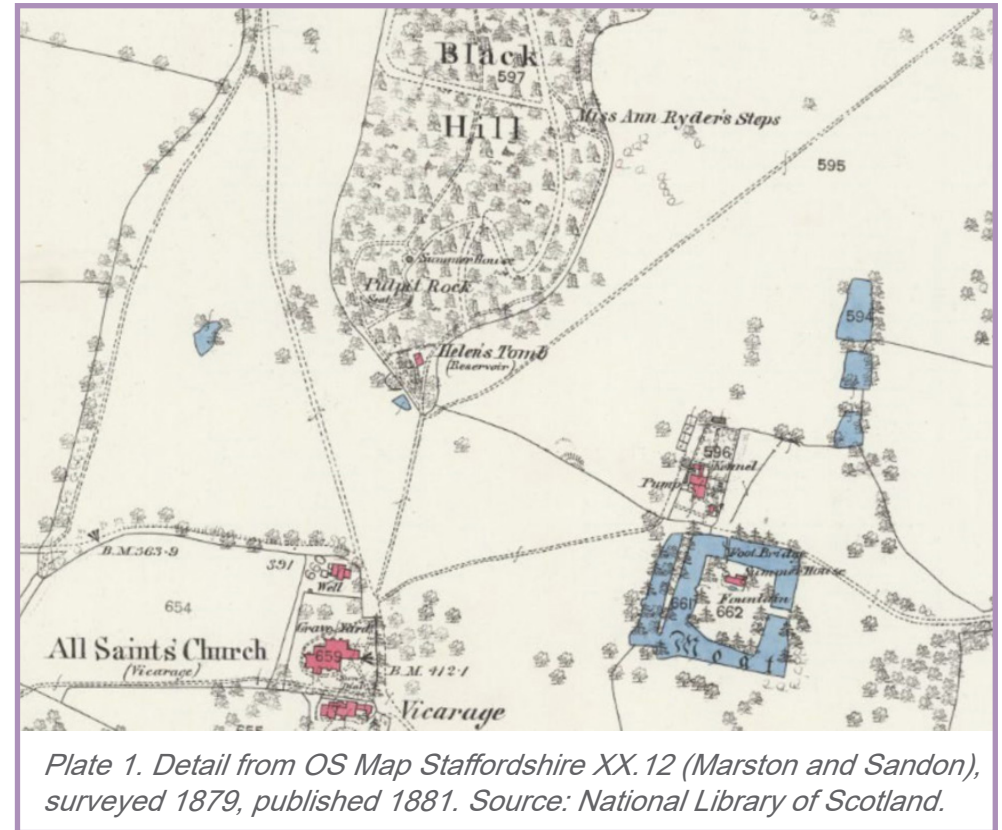 Black
597
Hill
Miss Ann Ryder's Steps
595
Summer House
Pulpit Rock
Seat
594
Helen's Tomb
(Reservoir)
596
Kennel
Pump
B.M. 563·9
391
Well
Foot Bridge
Summer House
654
Fountain
661
662
Grave Yard
All Saints' Church
(Vicarage)
659
Moat
B.M. 412·1
Vicarage
655
Plate 1. Detail from OS Map Staffordshire XX.12 (Marston and Sandon),
surveyed 1879, published 1881. Source: National Library of Scotland.